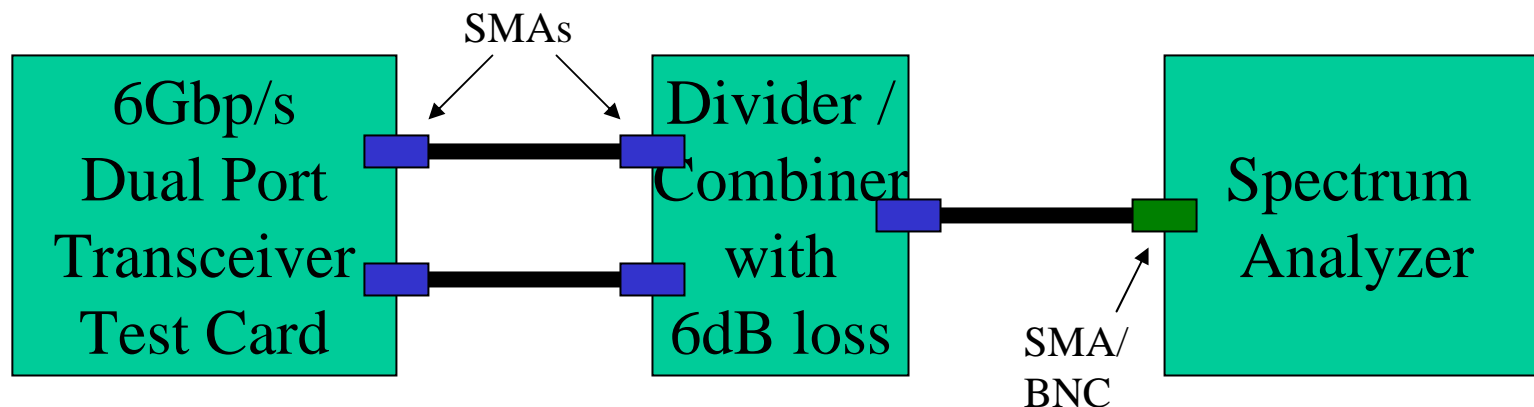 SMAs
6Gbp/s
Dual Port
Transceiver
Test Card
Divider /
Combiner
with
6dB loss
SMA/
BNC
Spectrum
Analyzer